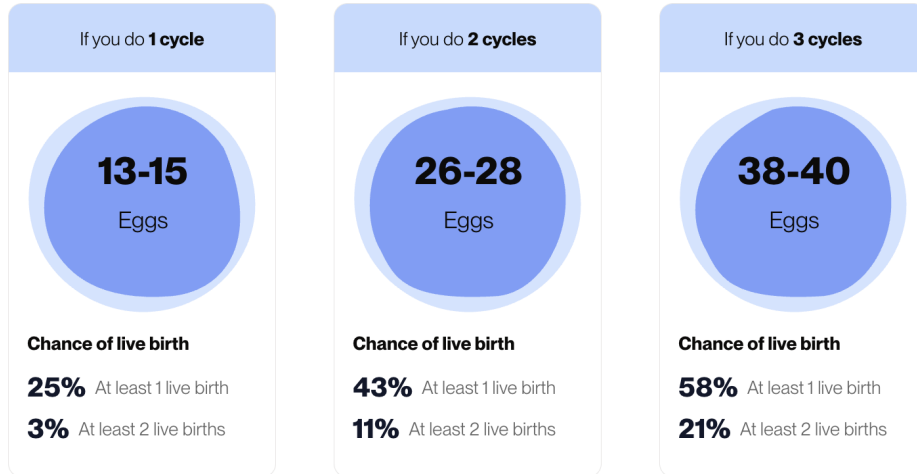 If you do 1 cycle
13-15
Eggs
Chance of live birth
25% At least 1 live birth
3% At least 2 live births
If you do 2 cycles
26-28
Eggs
Chance of live birth
43% At least 1 live birth
11% At least 2 live births
If you do 3 cycles
38-40
Eggs
Chance of live birth
58% At least 1 live birth
21% At least 2 live births